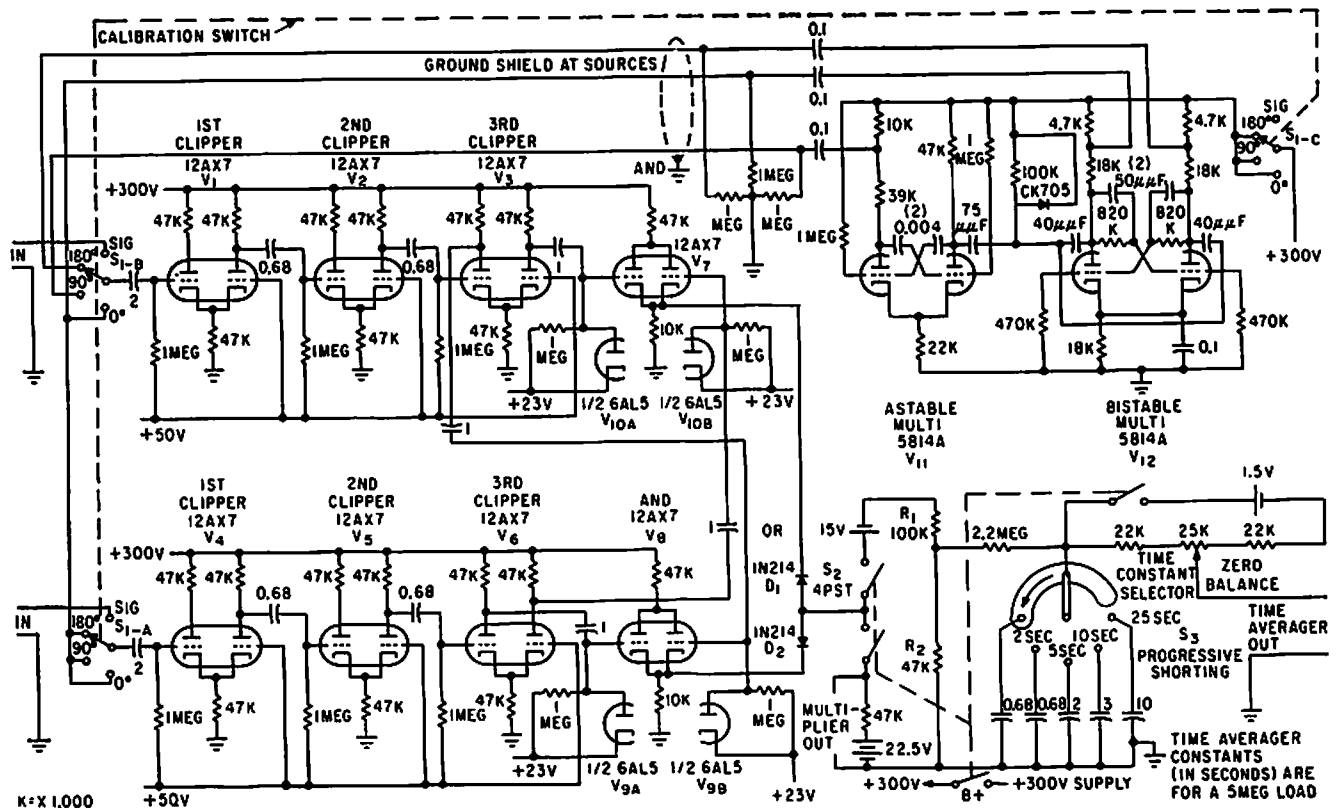 CALIBRATION SWITCH
GROUND SHIELD AT SOURCES
AND
0.1
0.1
0.1
1ST
CLIPPER
12AX7
V1
2ND
CLIPPER
12AX7
V2
3RD
CLIPPER
12AX7
V3
+300V
47K
47K
47K
47K
47K
47K
47K
12AX7
V7
0.68
0.68
1
IN
SIG
180°
S1-B
90°
0°
2
1MEG
47K
1MEG
47K
1MEG
47K
1
MEG
10K
1
MEG
+50V
+23V
1/2 6AL5
V10A
1/2 6AL5
V10B
+23V
1
1MEG
1
MEG
1
MEG
1MEG
10K
39K
(2)
0.004
47K
1
MEG
75
μμF
100K
CK705
40μμF
4.7K
18K
(2)
50μμF
820
K
820
K
4.7K
18K
40μμF
SIG
180°
90°
S1-C
0°
+300V
22K
470K
18K
0.1
470K
ASTABLE
MULTI
5814A
V11
BISTABLE
MULTI
5814A
V12
1ST
CLIPPER
12AX7
V4
2ND
CLIPPER
12AX7
V5
3RD
CLIPPER
12AX7
V6
AND
12AX7
V8
+300V
47K
47K
47K
47K
47K
47K
47K
0.68
0.68
1
1
IN
SIG
180°
S1-A
90°
0°
2
1MEG
47K
1MEG
47K
1MEG
47K
1
MEG
10K
1
MEG
+50V
+23V
1/2 6AL5
V9A
1/2 6AL5
V9B
+23V
OR
1N214
D1
1N214
D2
15V
S2
4PST
R1
100K
R2
47K
MULTI-
PLIER
OUT
47K
22.5V
2.2MEG
1.5V
22K
25K
22K
TIME
CONSTANT
SELECTOR
ZERO
BALANCE
2SEC
5SEC
10SEC
25SEC
S3
PROGRESSIVE
SHORTING
TIME
AVERAGER
OUT
0.68
0.68
2
3
10
+300V
B+
+300V SUPPLY
TIME AVERAGER
CONSTANTS
(IN SECONDS) ARE
FOR A 5MEG LOAD
K=X 1,000